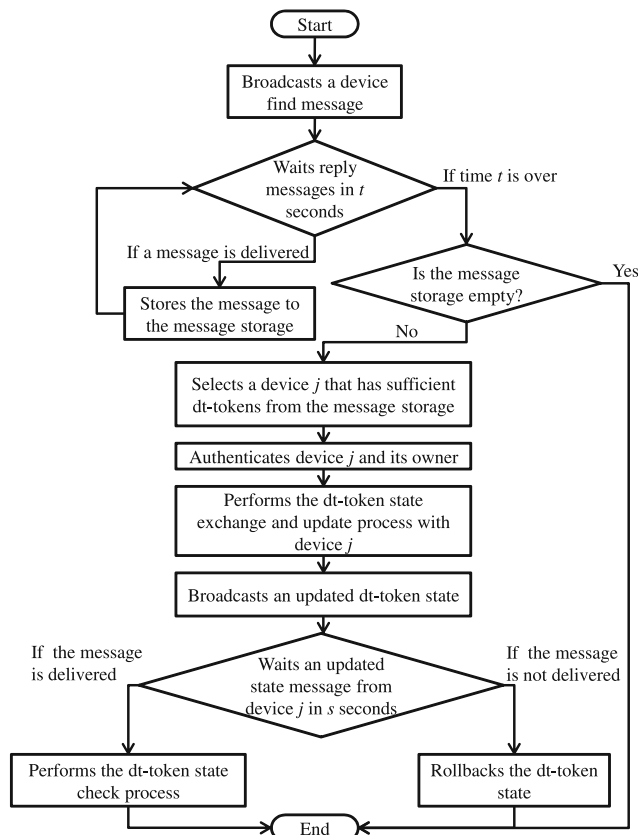 Start
Broadcasts a device
find message
Waits reply
messages in t
seconds
If time t is over
If a message is delivered
Stores the message to
the message storage
Is the message
storage empty?
Yes
No
Selects a device j that has sufficient
dt-tokens from the message storage
Authenticates device j and its owner
Performs the dt-token state
exchange and update process with
device j
Broadcasts an updated dt-token state
If the message
is delivered
Waits an updated
state message from
device j in s seconds
If the message
is not delivered
Performs the dt-token state
check process
Rollbacks the dt-token
state
End